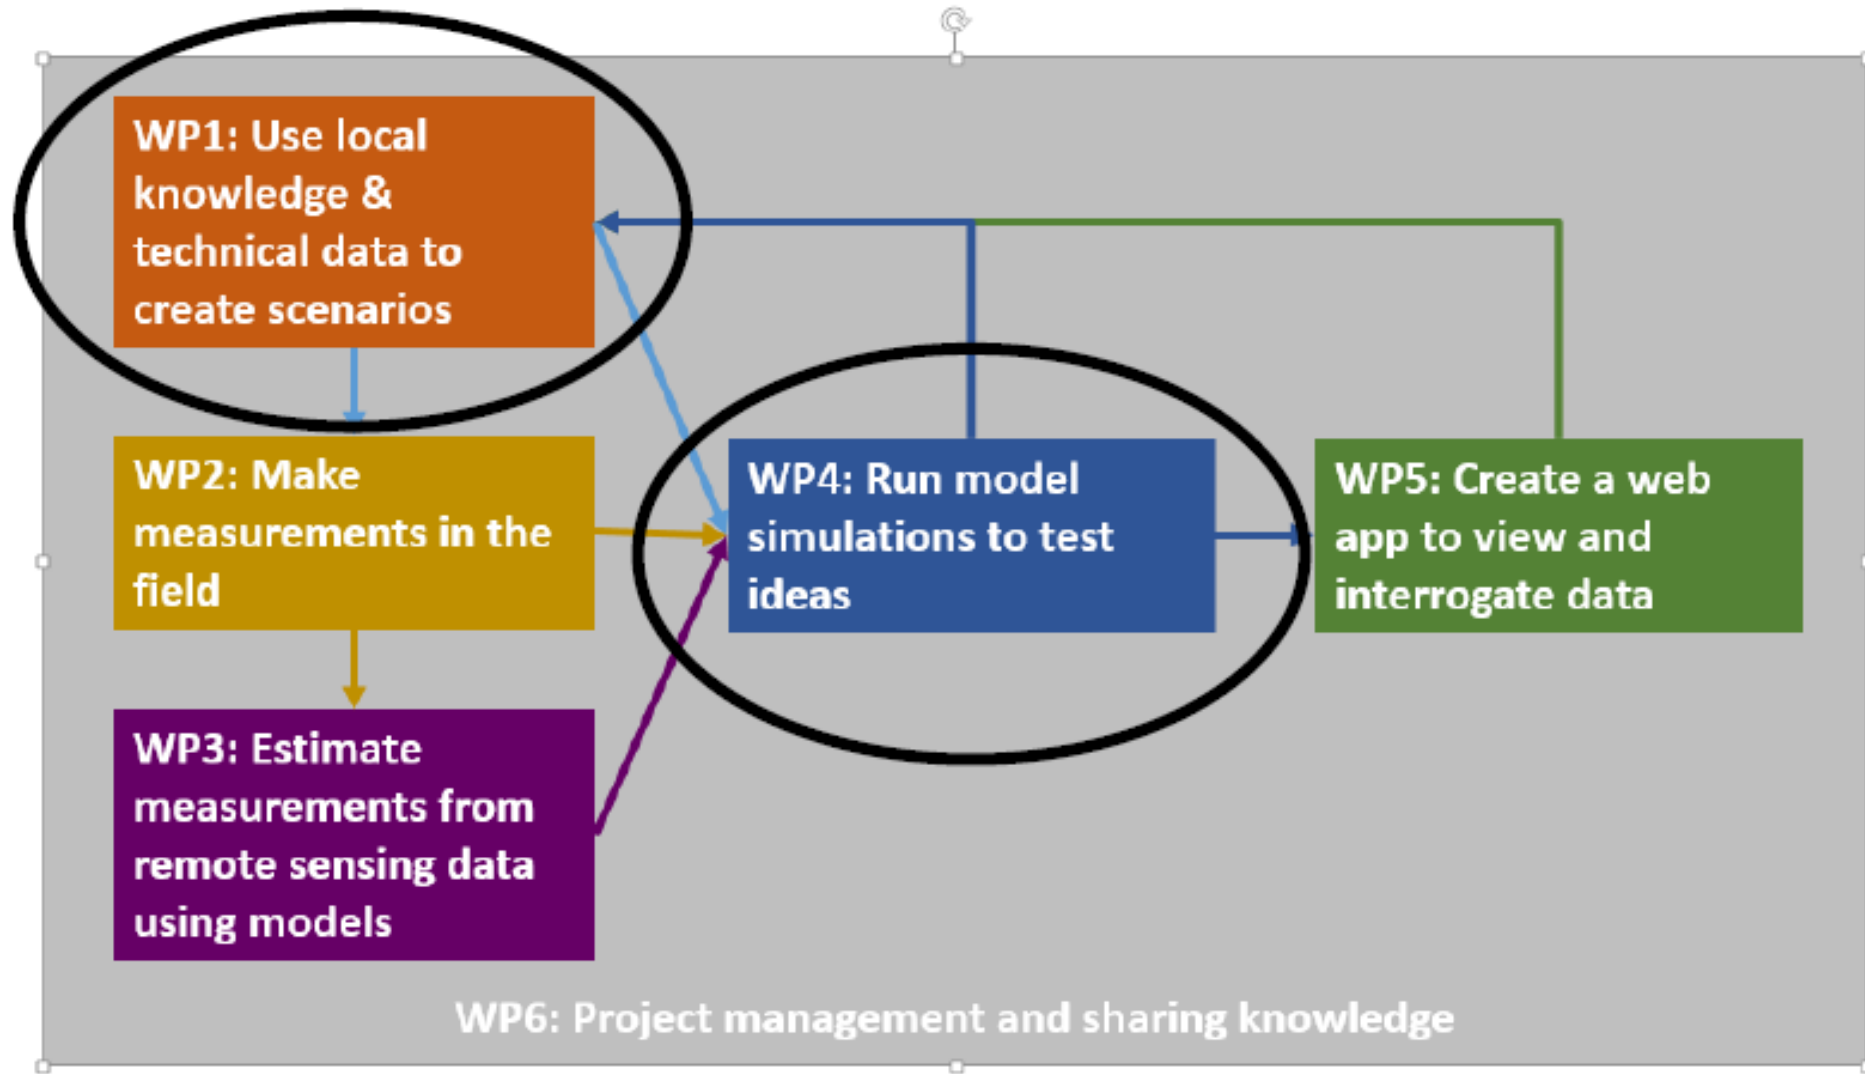 WP1: Use local
knowledge &
technical data to
create scenarios
WP2: Make
measurements in the
field
WP3: Estimate
measurements from
remote sensing data
using models
WP4: Run model
simulations to test
ideas
WP5: Create a web
app to view and
interrogate data
WP6: Project management and sharing knowledge